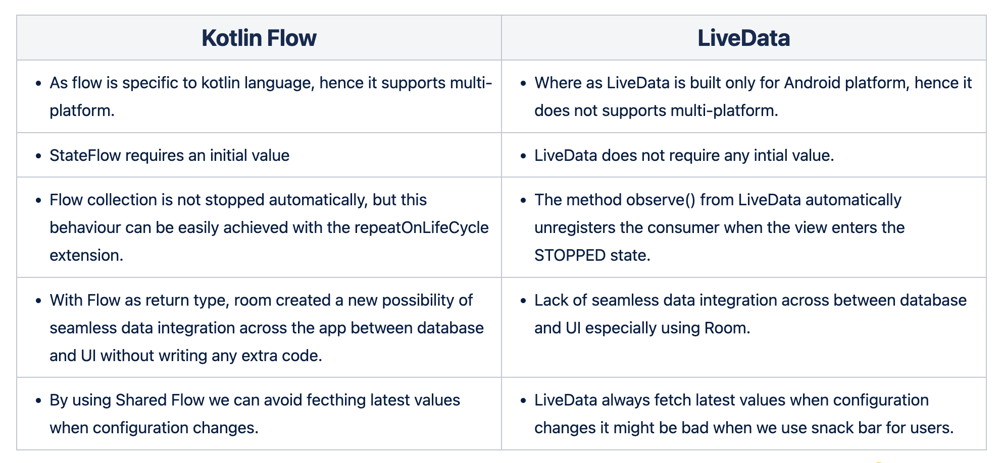 Kotlin Flow
LiveData
• As flow is specific to kotlin language, hence it supports multi-
platform.
• Where as LiveData is built only for Android platform, hence it
does not supports multi-platform.
• StateFlow requires an initial value
• LiveData does not require any intial value.
• Flow collection is not stopped automatically, but this
behaviour can be easily achieved with the repeatOnLifeCycle
extension.
• The method observe() from LiveData automatically
unregisters the consumer when the view enters the
STOPPED state.
• With Flow as return type, room created a new possibility of
seamless data integration across the app between database
and UI without writing any extra code.
• Lack of seamless data integration across between database
and UI especially using Room.
• By using Shared Flow we can avoid fecthing latest values
when configuration changes.
• LiveData always fetch latest values when configuration
changes it might be bad when we use snack bar for users.